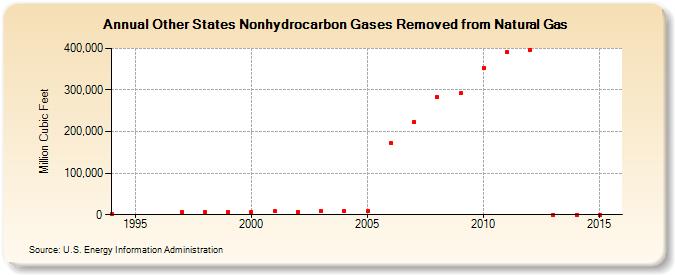 Annual Other States Nonhydrocarbon Gases Removed from Natural Gas
Million Cubic Feet
400,000
300,000
200,000
100,000
0
1995 2000 2005 2010 2015
Source: U.S. Energy Information Administration